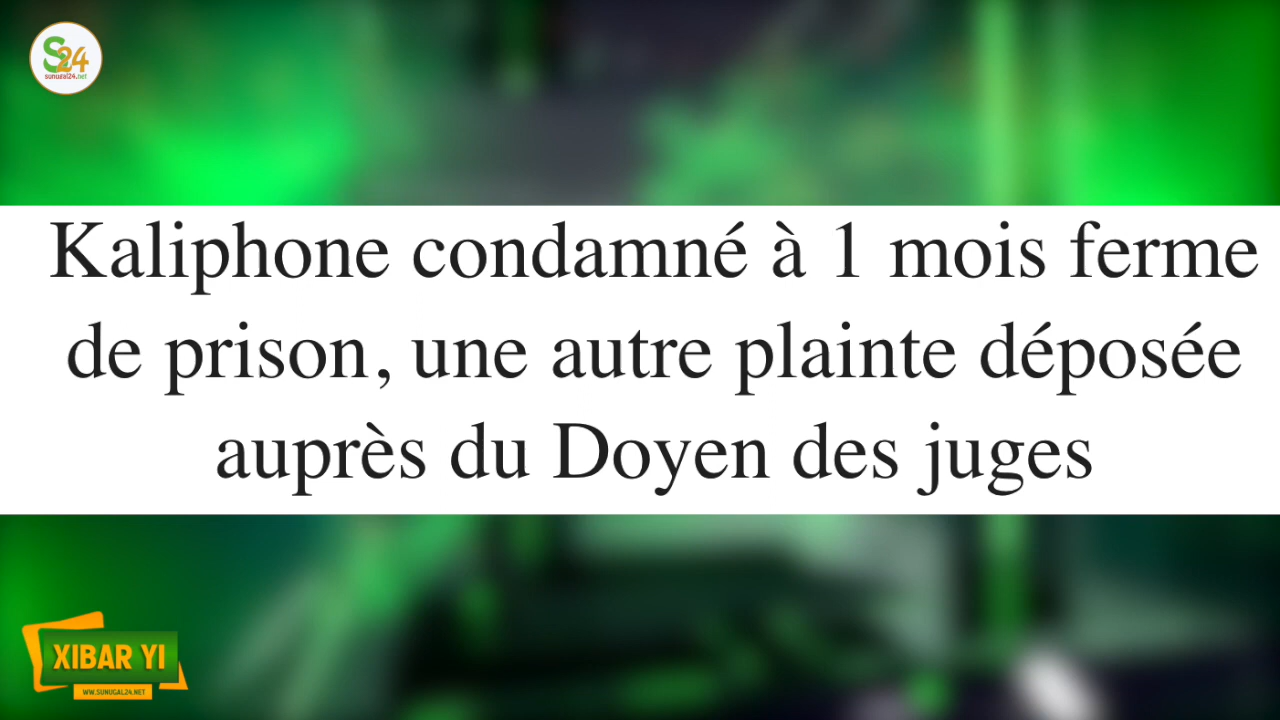 S24
sunugal24.net
Kaliphone condamné à 1 mois ferme
de prison, une autre plainte déposée
auprès du Doyen des juges
XIBAR YI
WW.SUNUGAL24.NET